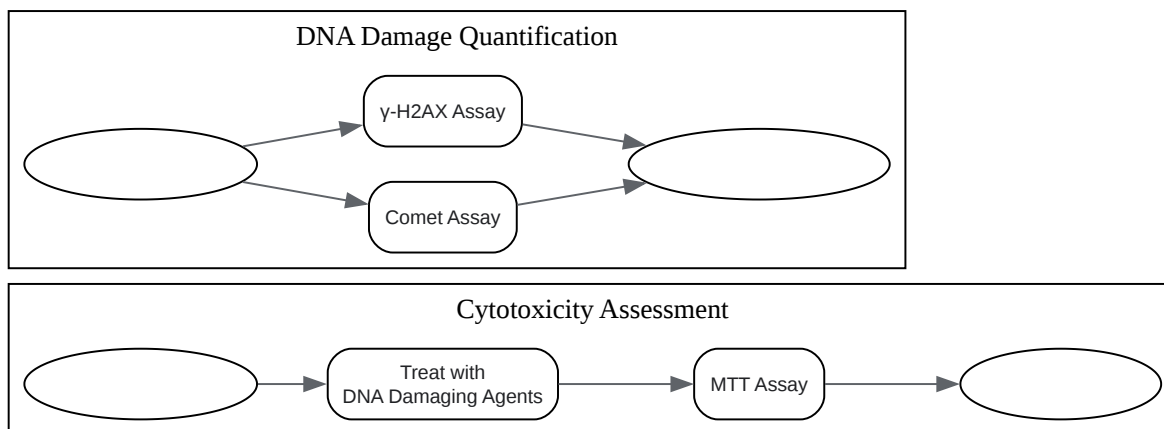 DNA Damage Quantification
γ-H2AX Assay
Comet Assay
Cytotoxicity Assessment
Treat with
DNA Damaging Agents
MTT Assay